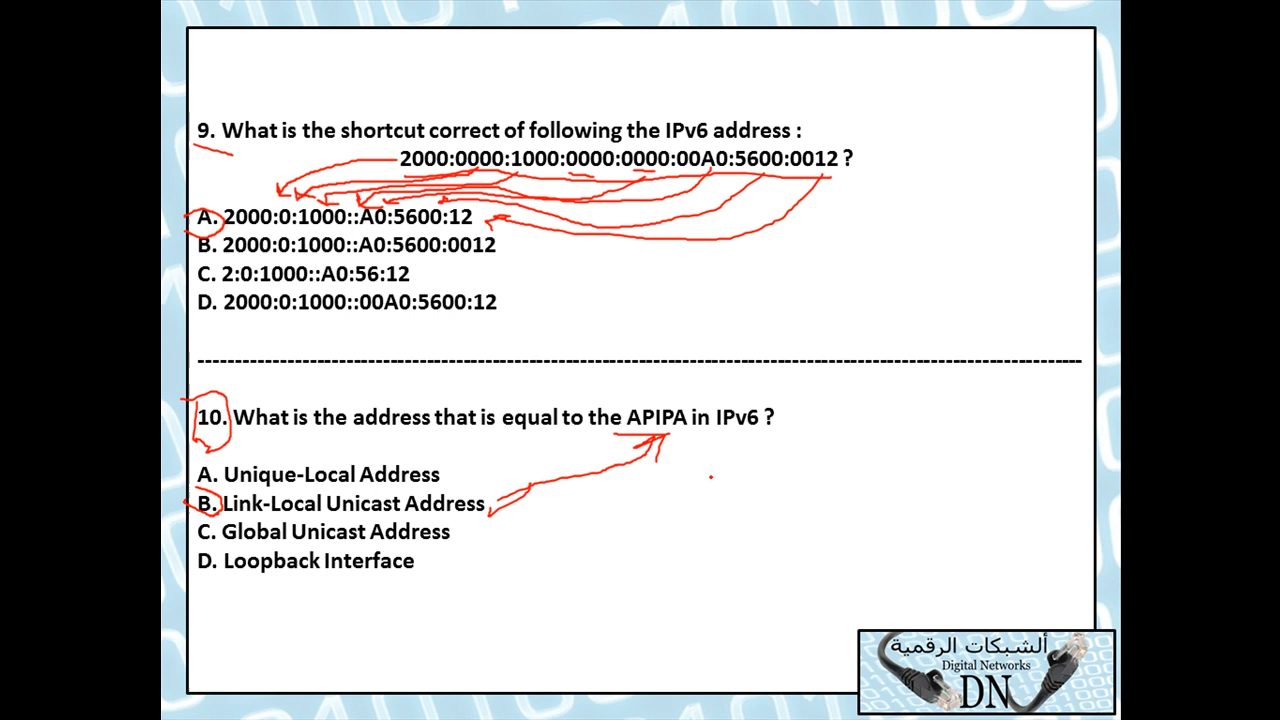 9. What is the shortcut correct of following the IPv6 address :
2000:0000:1000:0000:0000:00A0:5600:0012 ?
A. 2000:0:1000::A0:5600:12
B. 2000:0:1000::A0:5600:0012
C. 2:0:1000::A0:56:12
D. 2000:0:1000::00A0:5600:12
10. What is the address that is equal to the APIPA in IPv6 ?
A. Unique-Local Address
B. Link-Local Unicast Address
C. Global Unicast Address
D. Loopback Interface
ألشبكات الرقمية
Digital Networks
DN